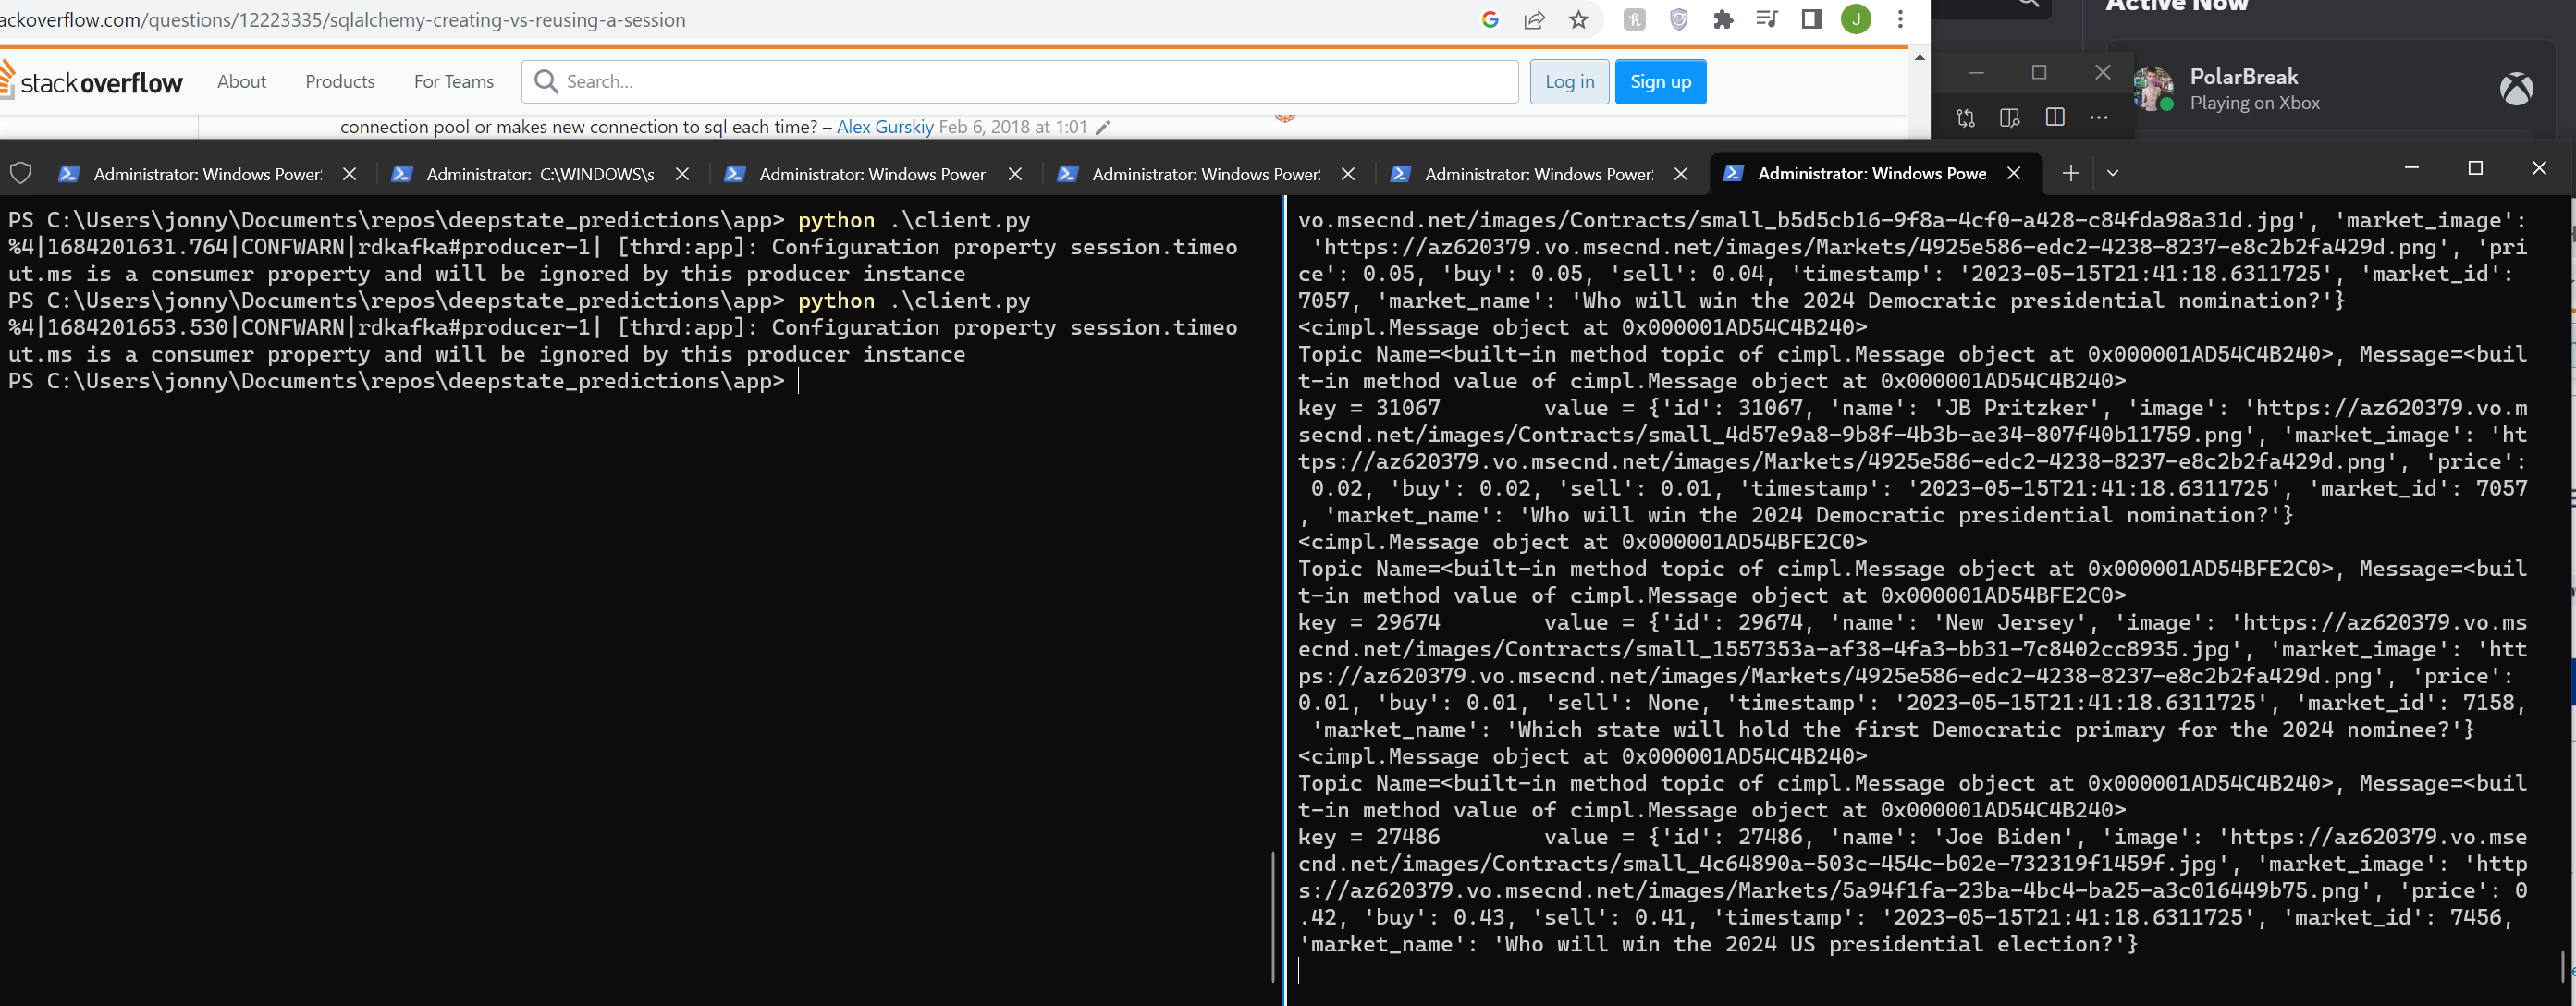 ackoverflow.com/questions/12223335/sqlalchemy-creating-vs-reusing-a-session
J
Active Now
stackoverflow
About
Products
For Teams
Search...
Log in
Sign up
PolarBreak
Playing on Xbox
connection pool or makes new connection to sql each time? – Alex Gurskiy Feb 6, 2018 at 1:01
Administrator: Windows Power
Administrator: C:\WINDOWS\s
Administrator: Windows Power
Administrator: Windows Power
Administrator: Windows Power
Administrator: Windows Powe
PS C:\Users\jonny\Documents\repos\deepstate_predictions\app> python .\client.py
%4|1684201631.764|CONFWARN|rdkafka#producer-1| [thrd:app]: Configuration property session.timeo
ut.ms is a consumer property and will be ignored by this producer instance
PS C:\Users\jonny\Documents\repos\deepstate_predictions\app> python .\client.py
%4|1684201653.530|CONFWARN|rdkafka#producer-1| [thrd:app]: Configuration property session.timeo
ut.ms is a consumer property and will be ignored by this producer instance
PS C:\Users\jonny\Documents\repos\deepstate_predictions\app>
vo.msecnd.net/images/Contracts/small_b5d5cb16-9f8a-4cf0-a428-c84fda98a31d.jpg', 'market_image':
'https://az620379.vo.msecnd.net/images/Markets/4925e586-edc2-4238-8237-e8c2b2fa429d.png', 'pri
ce': 0.05, 'buy': 0.05, 'sell': 0.04, 'timestamp': '2023-05-15T21:41:18.6311725', 'market_id':
7057, 'market_name': 'Who will win the 2024 Democratic presidential nomination?'}
<cimpl.Message object at 0x000001AD54C4B240>
Topic Name=<built-in method topic of cimpl.Message object at 0x000001AD54C4B240>, Message=<buil
t-in method value of cimpl.Message object at 0x000001AD54C4B240>
key = 31067 value = {'id': 31067, 'name': 'JB Pritzker', 'image': 'https://az620379.vo.m
secnd.net/images/Contracts/small_4d57e9a8-9b8f-4b3b-ae34-807f40b11759.png', 'market_image': 'ht
tps://az620379.vo.msecnd.net/images/Markets/4925e586-edc2-4238-8237-e8c2b2fa429d.png', 'price':
0.02, 'buy': 0.02, 'sell': 0.01, 'timestamp': '2023-05-15T21:41:18.6311725', 'market_id': 7057
, 'market_name': 'Who will win the 2024 Democratic presidential nomination?'}
<cimpl.Message object at 0x000001AD54BFE2C0>
Topic Name=<built-in method topic of cimpl.Message object at 0x000001AD54BFE2C0>, Message=<buil
t-in method value of cimpl.Message object at 0x000001AD54BFE2C0>
key = 29674 value = {'id': 29674, 'name': 'New Jersey', 'image': 'https://az620379.vo.ms
ecnd.net/images/Contracts/small_1557353a-af38-4fa3-bb31-7c8402cc8935.jpg', 'market_image': 'htt
ps://az620379.vo.msecnd.net/images/Markets/4925e586-edc2-4238-8237-e8c2b2fa429d.png', 'price':
0.01, 'buy': 0.01, 'sell': None, 'timestamp': '2023-05-15T21:41:18.6311725', 'market_id': 7158,
'market_name': 'Which state will hold the first Democratic primary for the 2024 nominee?'}
<cimpl.Message object at 0x000001AD54C4B240>
Topic Name=<built-in method topic of cimpl.Message object at 0x000001AD54C4B240>, Message=<buil
t-in method value of cimpl.Message object at 0x000001AD54C4B240>
key = 27486 value = {'id': 27486, 'name': 'Joe Biden', 'image': 'https://az620379.vo.mse
cnd.net/images/Contracts/small_4c64890a-503c-454c-b02e-732319f1459f.jpg', 'market_image': 'http
s://az620379.vo.msecnd.net/images/Markets/5a94f1fa-23ba-4bc4-ba25-a3c016449b75.png', 'price': 0
.42, 'buy': 0.43, 'sell': 0.41, 'timestamp': '2023-05-15T21:41:18.6311725', 'market_id': 7456,
'market_name': 'Who will win the 2024 US presidential election?'}